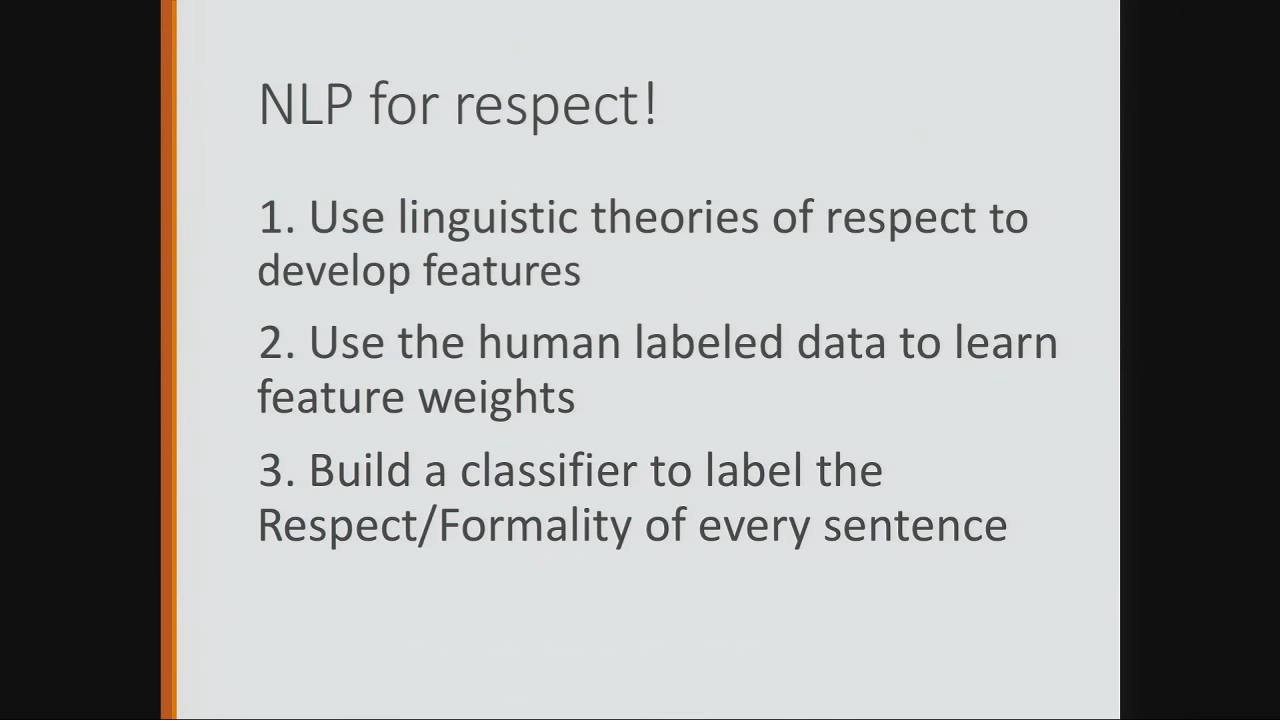 NLP for respect!
1. Use linguistic theories of respect to
develop features
2. Use the human labeled data to learn
feature weights
3. Build a classifier to label the
Respect/Formality of every sentence